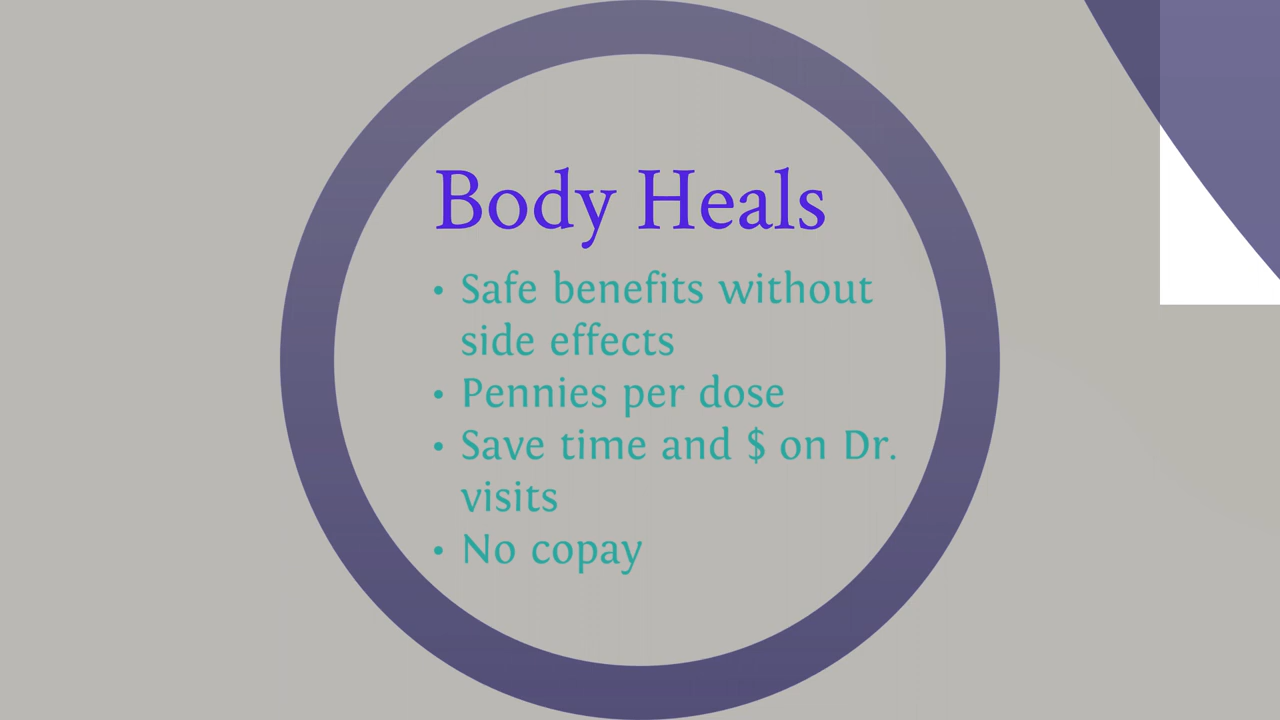 Body Heals
• Safe benefits without
side effects
• Pennies per dose
• Save time and $ on Dr.
visits
• No copay